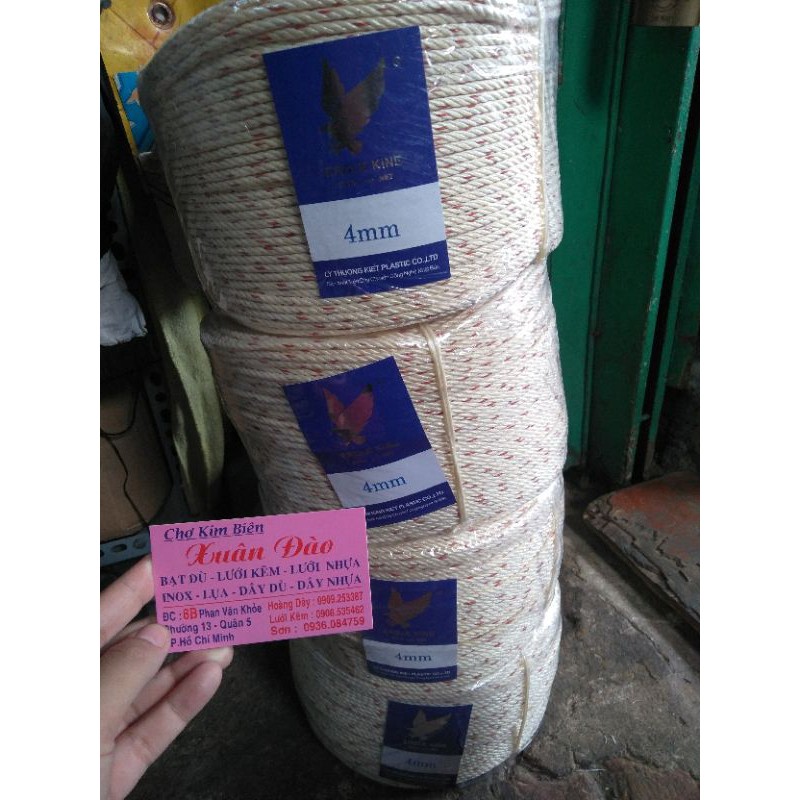 4mm
LY THUONG KIET PLASTIC CO.,LTD
4mm
4mm
4mm
Chợ Kim Biên
Xuân Đào
BẠT DÙ - LƯỚI KẼM - LƯỚI NHỰA
INOX - LỤA - DÂY DÙ - DÂY NHỰA
ĐC : 6B Phan Văn Khỏe
Phường 13 - Quận 5
TP.Hồ Chí Minh
Hoàng Dây : 0909.253387
Lưới Kẽm : 0908.535462
Sơn : 0936.084759